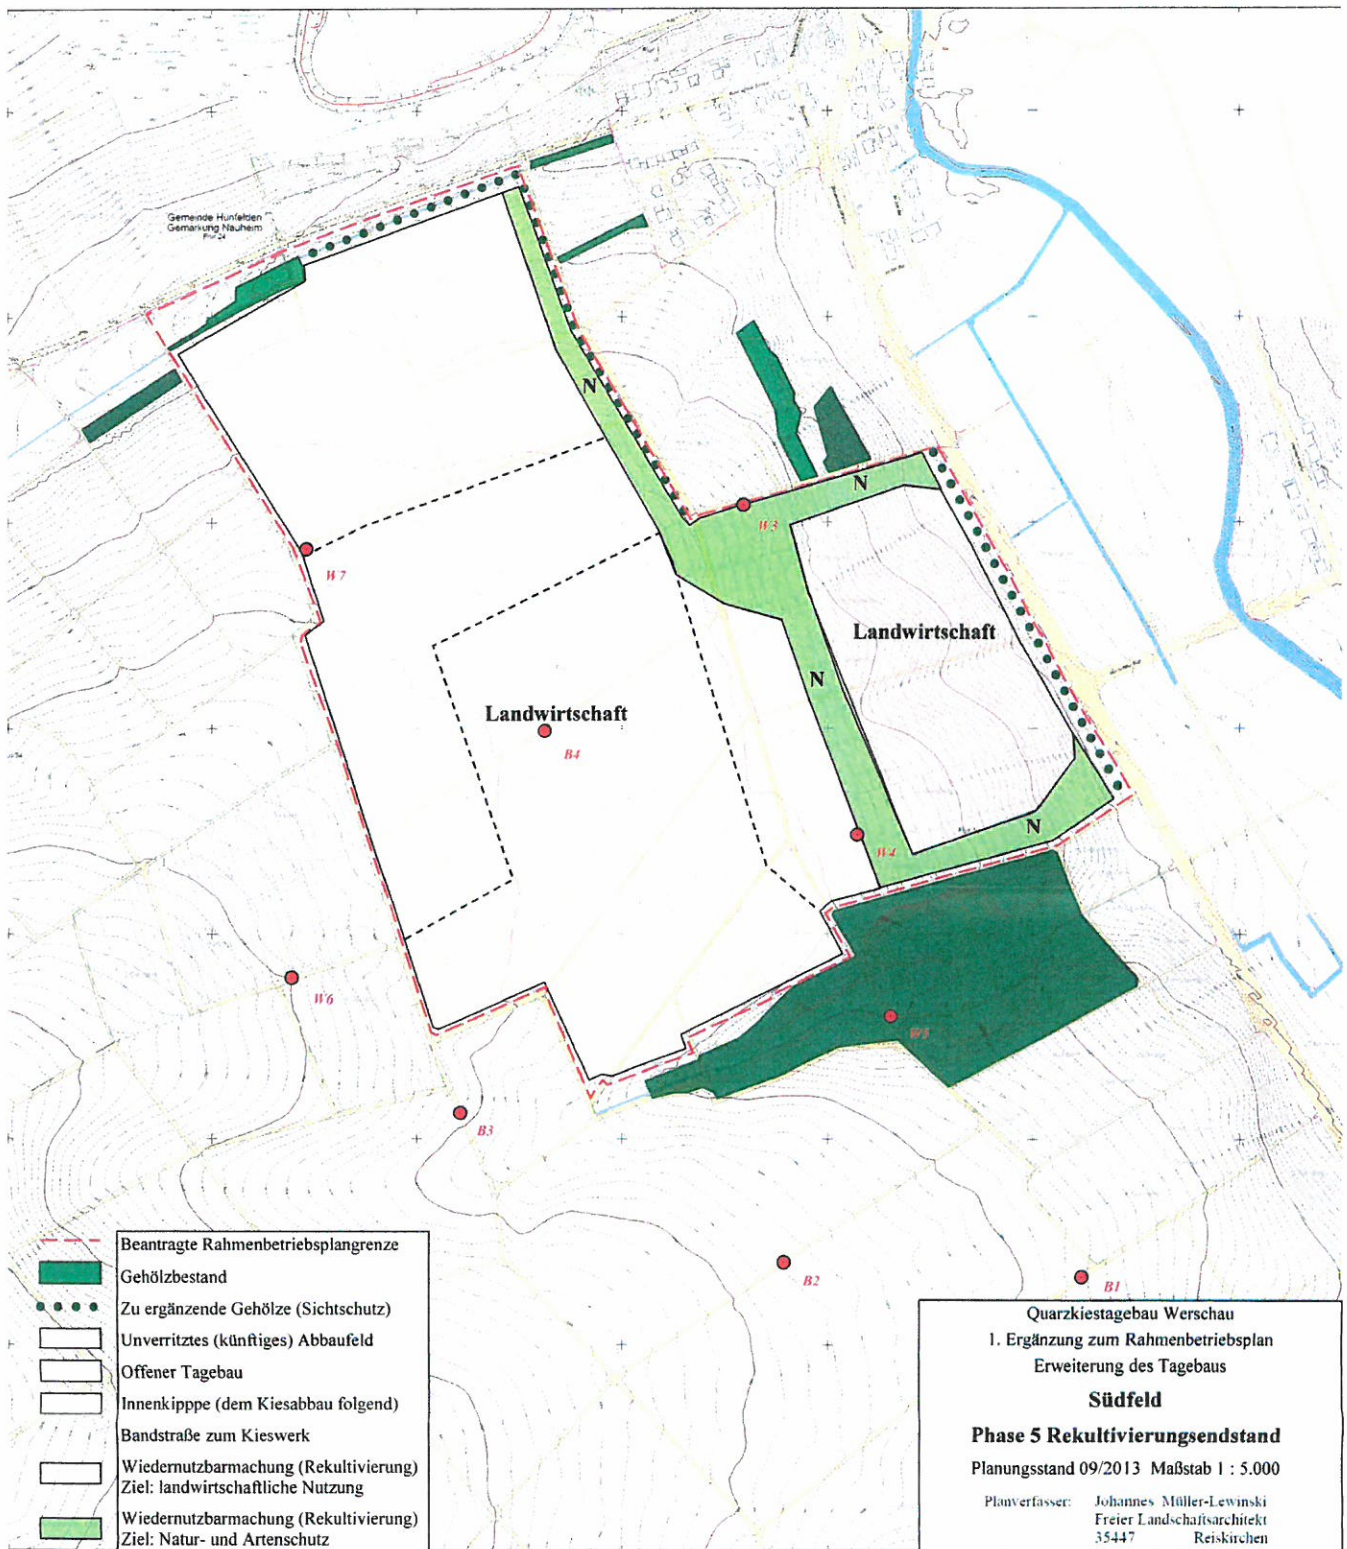 Gemeinde Hünfelden
Gemarkung Nauheim
N
N
W3
W7
Landwirtschaft
N
Landwirtschaft
B4
N
W4
W6
W5
B3
B2
B1
Beantragte Rahmenbetriebsplangrenze
Gehölzbestand
Zu ergänzende Gehölze (Sichtschutz)
Unverritztes (künftiges) Abbaufeld
Offener Tagebau
Innenkipppe (dem Kiesabbau folgend)
Bandstraße zum Kieswerk
Wiedernutzbarmachung (Rekultivierung)
Ziel: landwirtschaftliche Nutzung
Wiedernutzbarmachung (Rekultivierung)
Ziel: Natur- und Artenschutz
Quarzkiestagebau Werschau
1. Ergänzung zum Rahmenbetriebsplan
Erweiterung des Tagebaus
Südfeld
Phase 5 Rekultivierungsendstand
Planungsstand 09/2013 Maßstab 1 : 5.000
Planverfasser: Johannes Müller-Lewinski
Freier Landschaftsarchitekt
35447 Reiskirchen